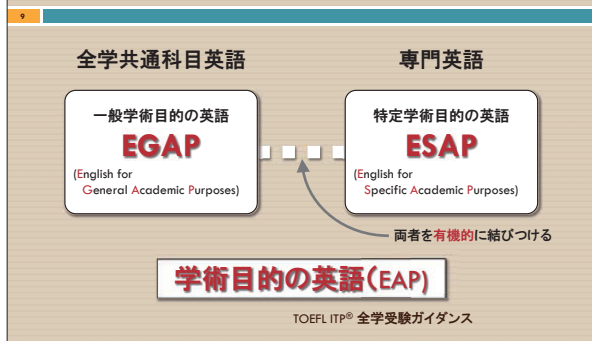 9
全学共通科目英語
専門英語
一般学術目的の英語
EGAP
(English for
General Academic Purposes)
特定学術目的の英語
ESAP
(English for
Specific Academic Purposes)
両者を有機的に結びつける
学術目的の英語(EAP)
TOEFL ITP® 全学受験ガイダンス